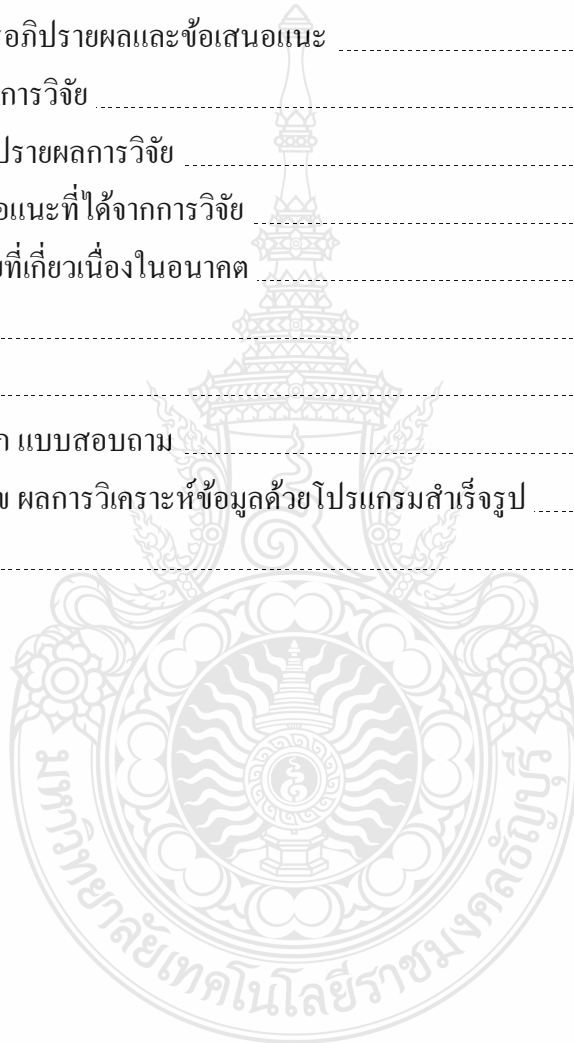 รอภิปรายผลและข้อเสนอแนะ
การวิจัย
ปรายผลการวิจัย
อแนะที่ได้จากการวิจัย
ยที่เกี่ยวเนื่องในอนาคต
ก แบบสอบถาม
ข ผลการวิเคราะห์ข้อมูลด้วยโปรแกรมสำเร็จรูป
มหาวิทยาลัยเทคโนโลยีราชมงคลธัญบุรี